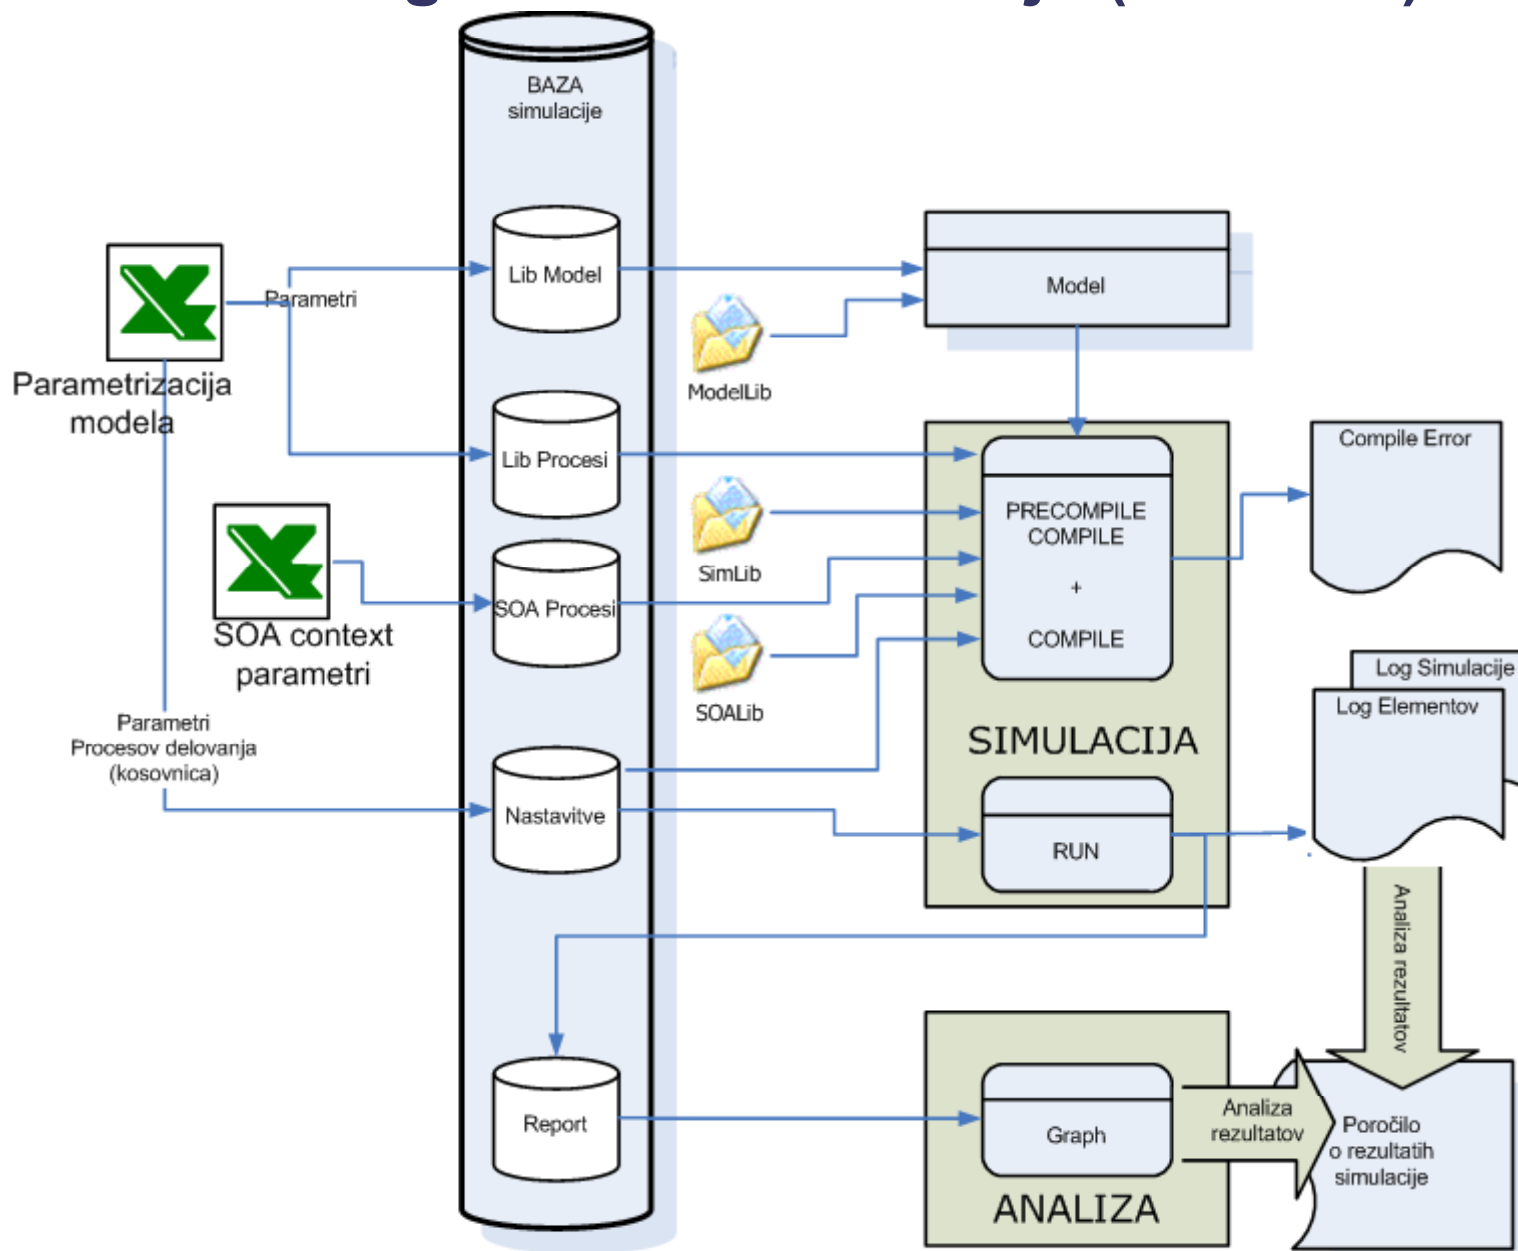 BAZA
simulacije
Lib Model
Model
Parametri
Parametrizacija
modela
ModelLib
Lib Procesi
Compile Error
PRECOMPILE
COMPILE
+
COMPILE
SimLib
SOA Procesi
SOA context
parametri
SOALib
Log Simulacije
Log Elementov
Parametri
Procesov delovanja
(kosovnica)
SIMULACIJA
Nastavitve
RUN
Analiza rezultatov
Report
Graph
Analiza
rezultatov
Poročilo
o rezultatih
simulacije
ANALIZA